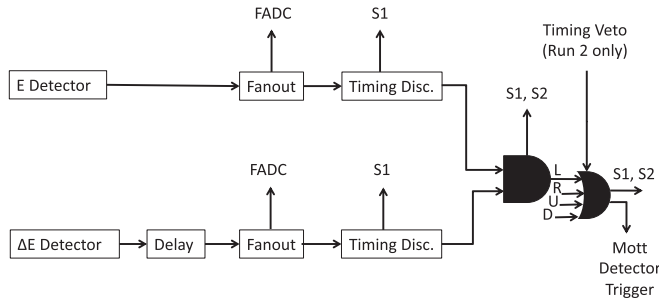 FADC
S1
Timing Veto
(Run 2 only)
E Detector
Fanout
Timing Disc.
S1, S2
FADC
S1
L
R
U
D
S1, S2
ΔE Detector
Delay
Fanout
Timing Disc.
Mott
Detector
Trigger